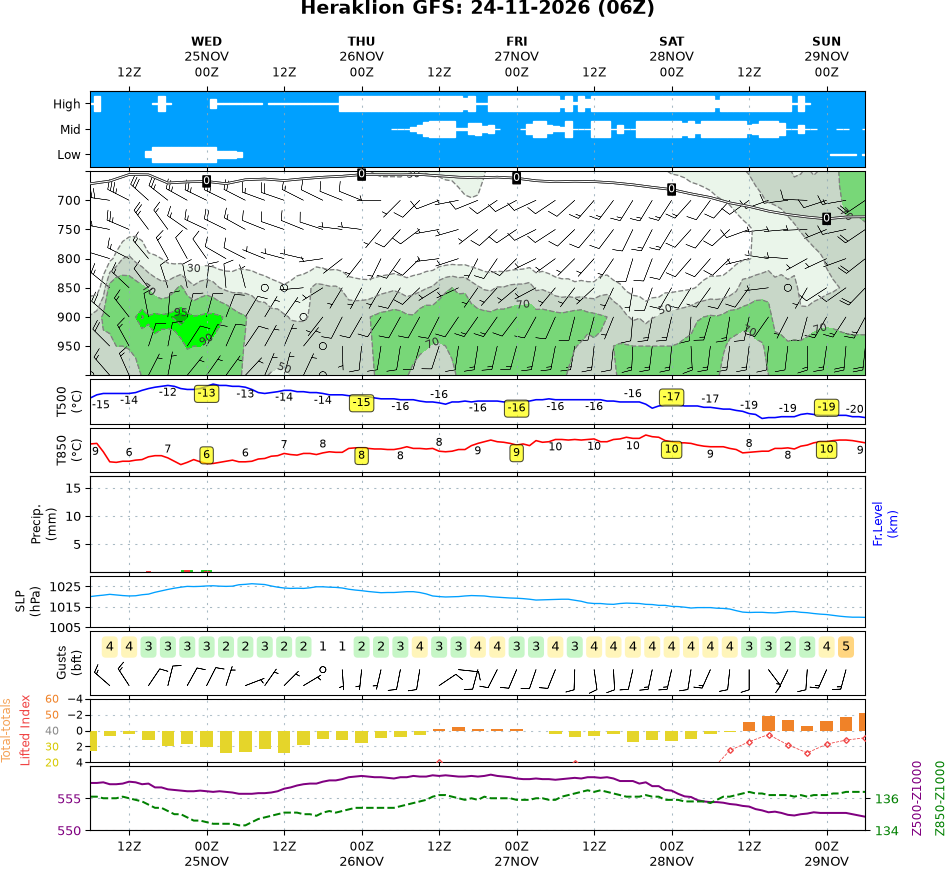 Heraklion GFS: 24-11-2026 (06Z)
WED THU FRI SAT SUN
25NOV 26NOV 27NOV 28NOV 29NOV
12Z 00Z 12Z 00Z 12Z 00Z 12Z 00Z 12Z 00Z
High
Mid
Low
0 0 0 0 0
700
750
800
850
900
950
30 70 95 90 50 70 70 50 70 70
T500 (°C)
-15 -14 -12 -13 -13 -14 -14 -15 -16 -16 -16 -16 -16 -16 -16 -17 -17 -19 -19 -19 -20
T850 (°C)
9 6 7 6 6 7 8 8 8 8 9 9 10 10 10 10 9 8 8 10 9
Precip. (mm)
15
10
5
Fr.Level (km)
SLP (hPa)
1025
1015
1005
Gusts (bft)
4 4 3 3 3 3 2 2 3 2 2 1 1 2 2 3 4 3 3 4 4 3 3 4 3 4 4 4 4 4 4 4 4 3 3 2 3 4 5
Total-totals
Lifted Index
60 −4
50 −2
40 0
30 2
20 4
555
550
136
134
Z500-Z1000
Z850-Z1000
12Z 00Z 12Z 00Z 12Z 00Z 12Z 00Z 12Z 00Z
25NOV 26NOV 27NOV 28NOV 29NOV